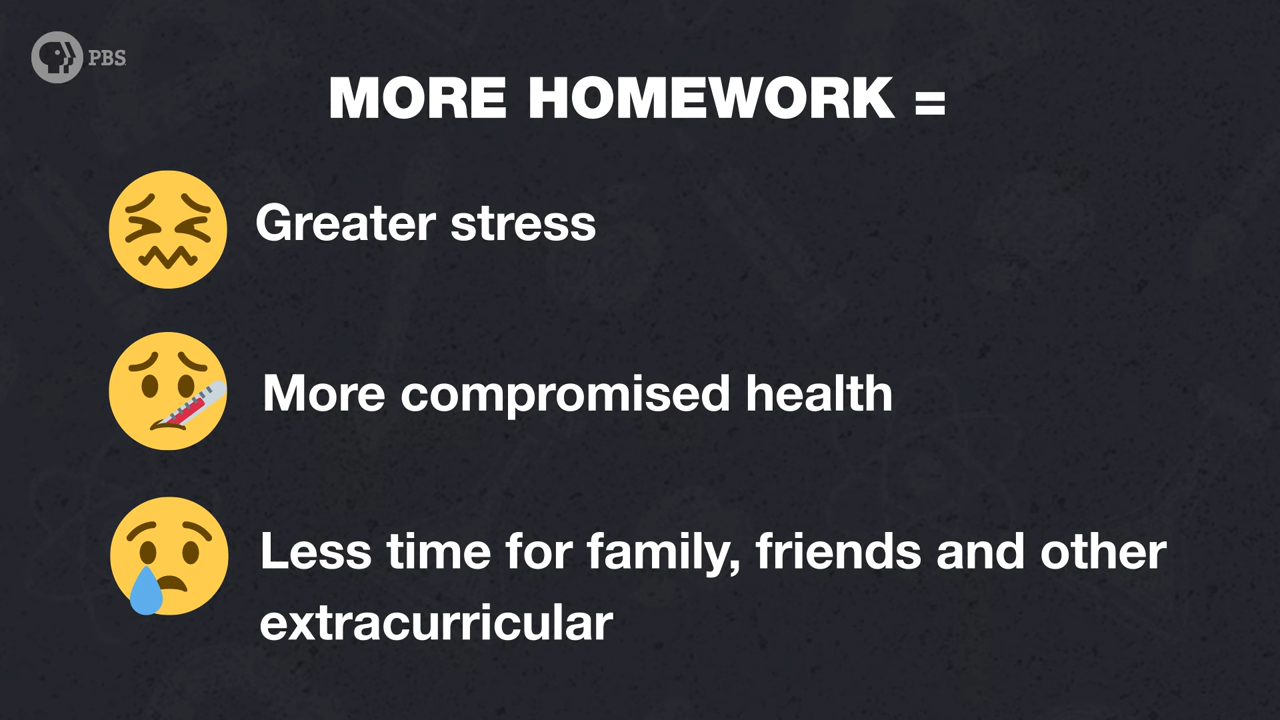 PBS
MORE HOMEWORK =
Greater stress
More compromised health
Less time for family, friends and other
extracurricular